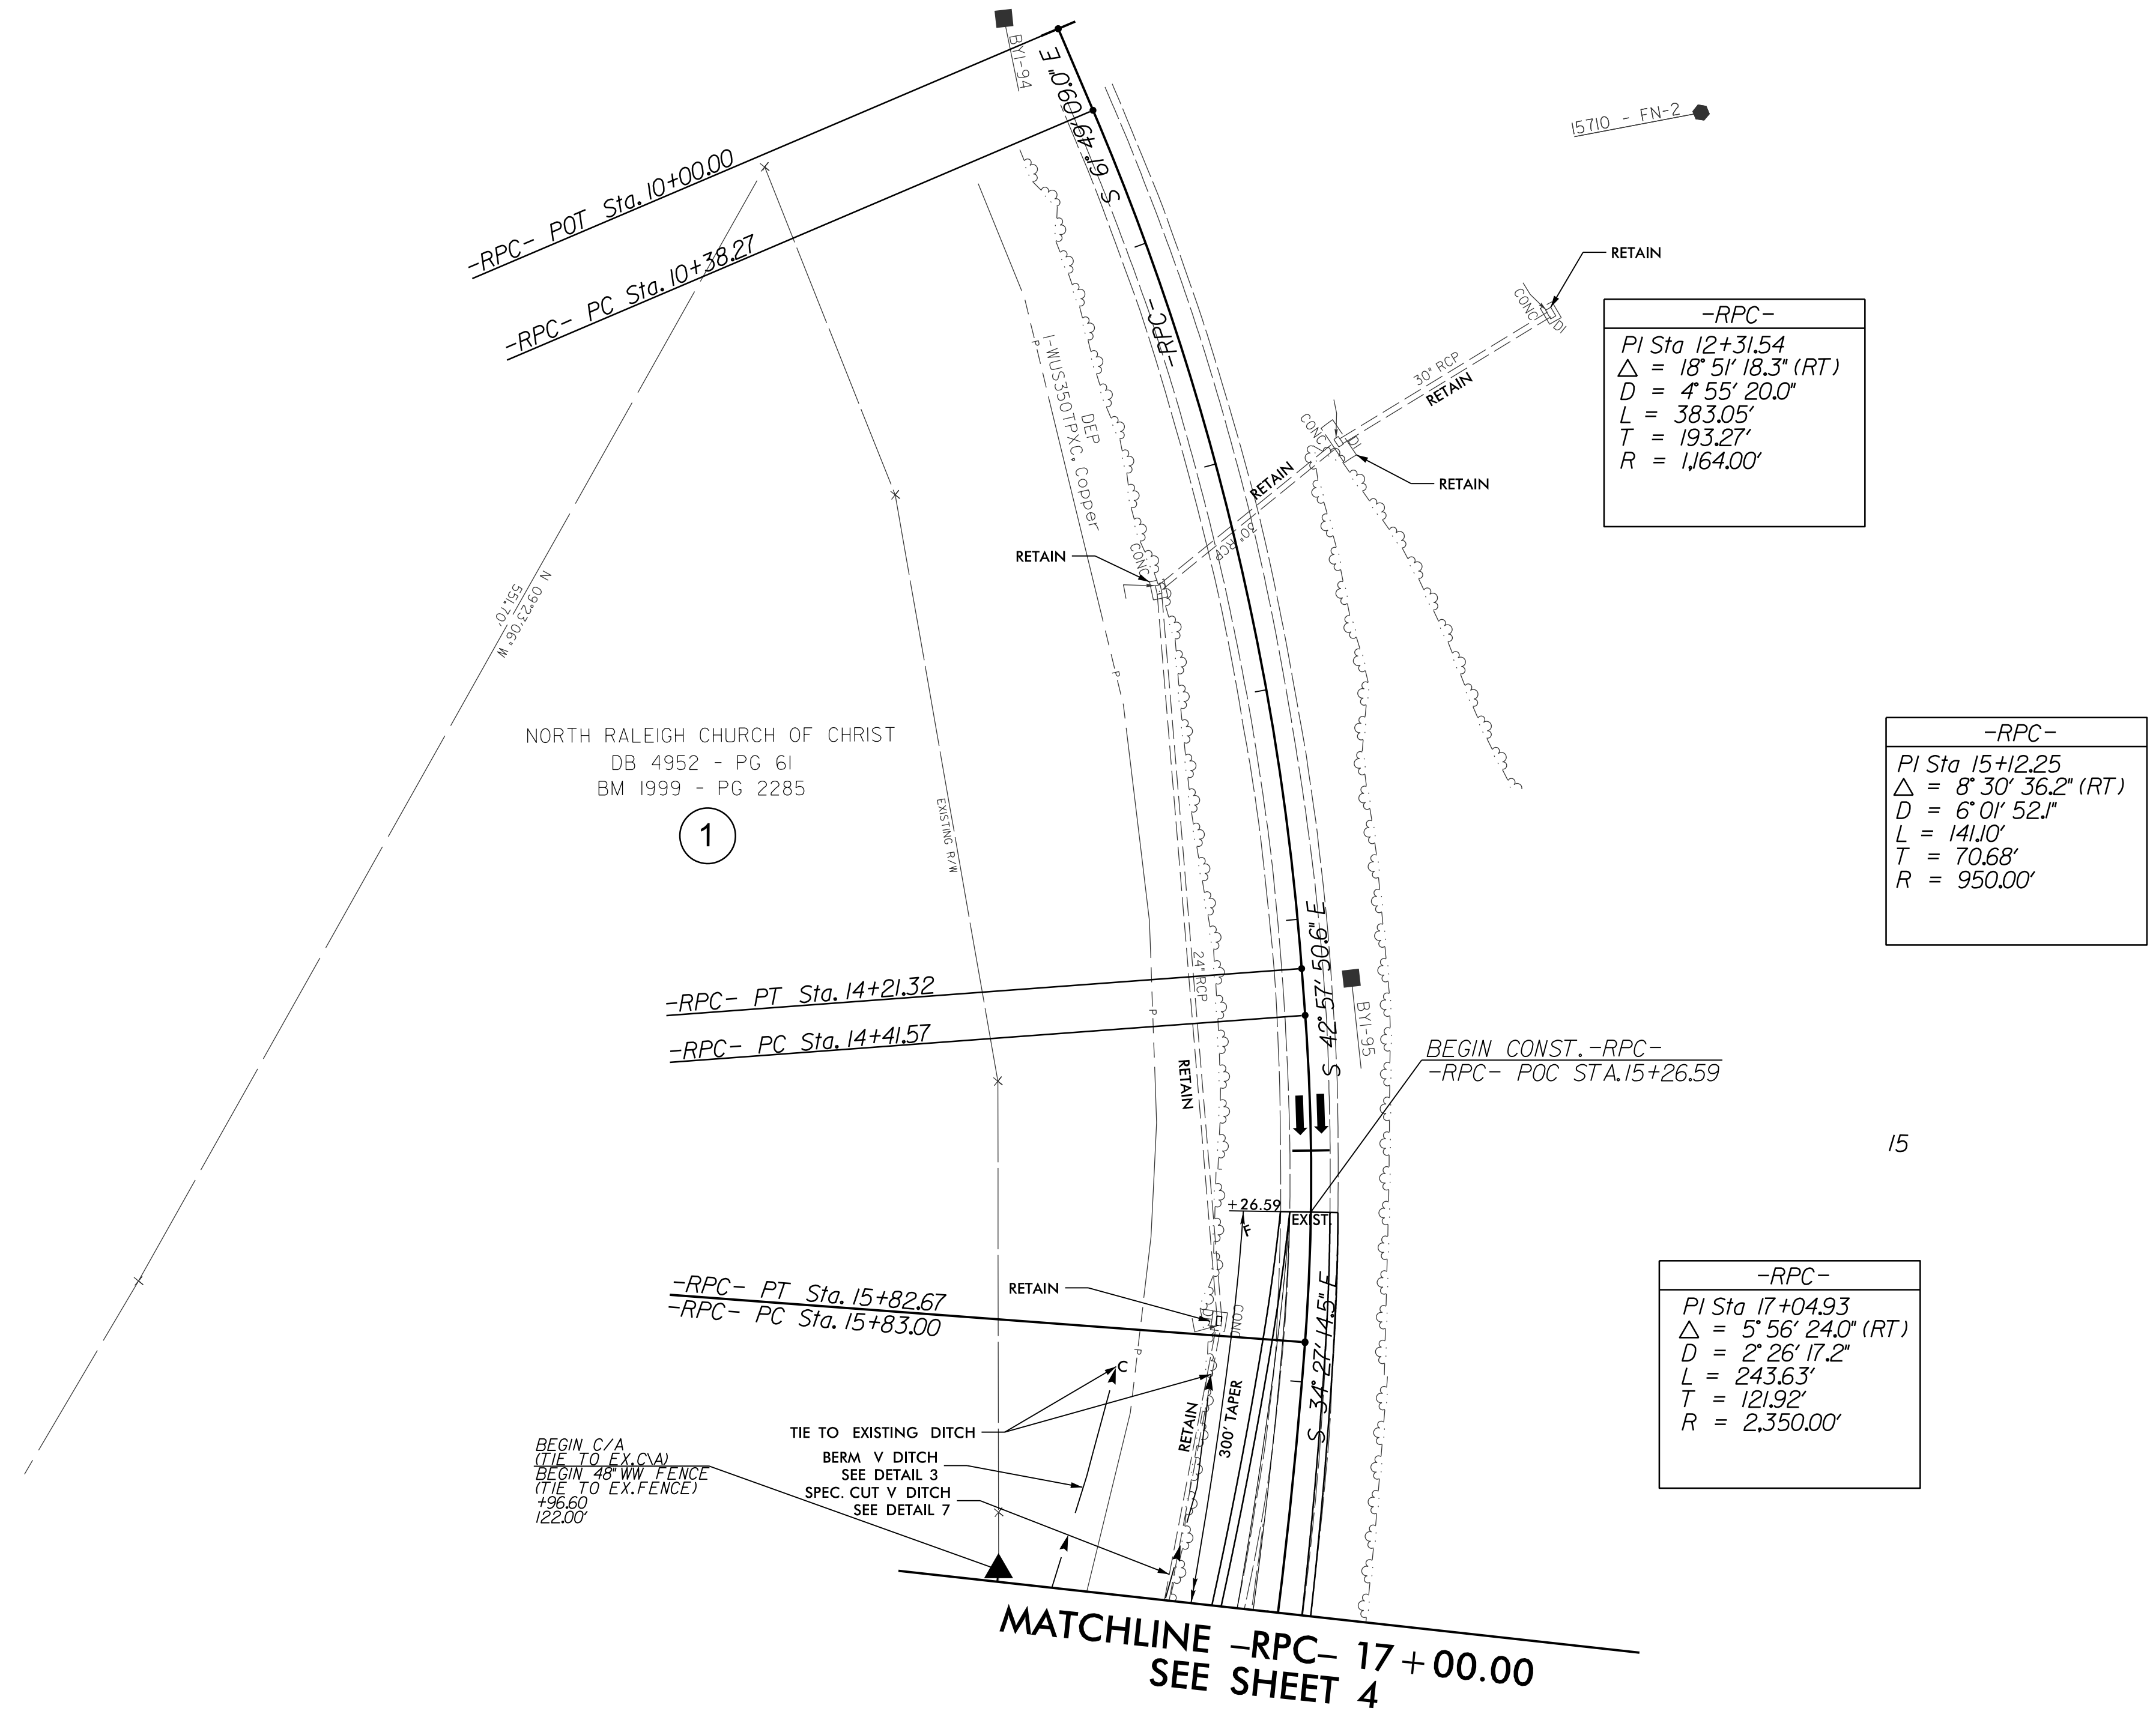 BY1-94
S 61°49'09.0" E
15710 - FN-2
-RPC- POT Sta. 10+00.00
-RPC- PC Sta. 10+38.27
-RPC-
RETAIN
CONC
DI
30" RCP
RETAIN
CONC
DI
RETAIN
RETAIN
30" RCP
-RPC-
PI Sta 12+31.54
△ = 18° 51' 18.3" (RT)
D = 4° 55' 20.0"
L = 383.05'
T = 193.27'
R = 1,164.00'
DEP
1-WUS350TPXC, Copper
P
RETAIN
CONC
P
N 09°23'06" W
551.70'
NORTH RALEIGH CHURCH OF CHRIST
DB 4952 - PG 61
BM 1999 - PG 2285
1
EXISTING R/W
-RPC-
PI Sta 15+12.25
△ = 8° 30' 36.2" (RT)
D = 6° 01' 52.1"
L = 141.10'
T = 70.68'
R = 950.00'
24" RCP
S 42° 57' 50.6" E
-RPC- PT Sta. 14+21.32
-RPC- PC Sta. 14+41.57
P
BY1-95
RETAIN
BEGIN CONST. -RPC-
-RPC- POC STA. 15+26.59
15
+26.59
EXIST.
F
-RPC- PT Sta. 15+82.67
-RPC- PC Sta. 15+83.00
RETAIN
DI
CONC
P
S 34° 27' 14.5" E
-RPC-
PI Sta 17+04.93
△ = 5° 56' 24.0" (RT)
D = 2° 26' 17.2"
L = 243.63'
T = 121.92'
R = 2,350.00'
C
TIE TO EXISTING DITCH
RETAIN
300' TAPER
BERM V DITCH
SEE DETAIL 3
SPEC. CUT V DITCH
SEE DETAIL 7
BEGIN C/A
(TIE TO EX.C\A)
BEGIN 48" WW FENCE
(TIE TO EX.FENCE)
+96.60
122.00'
MATCHLINE -RPC- 17+00.00
SEE SHEET 4